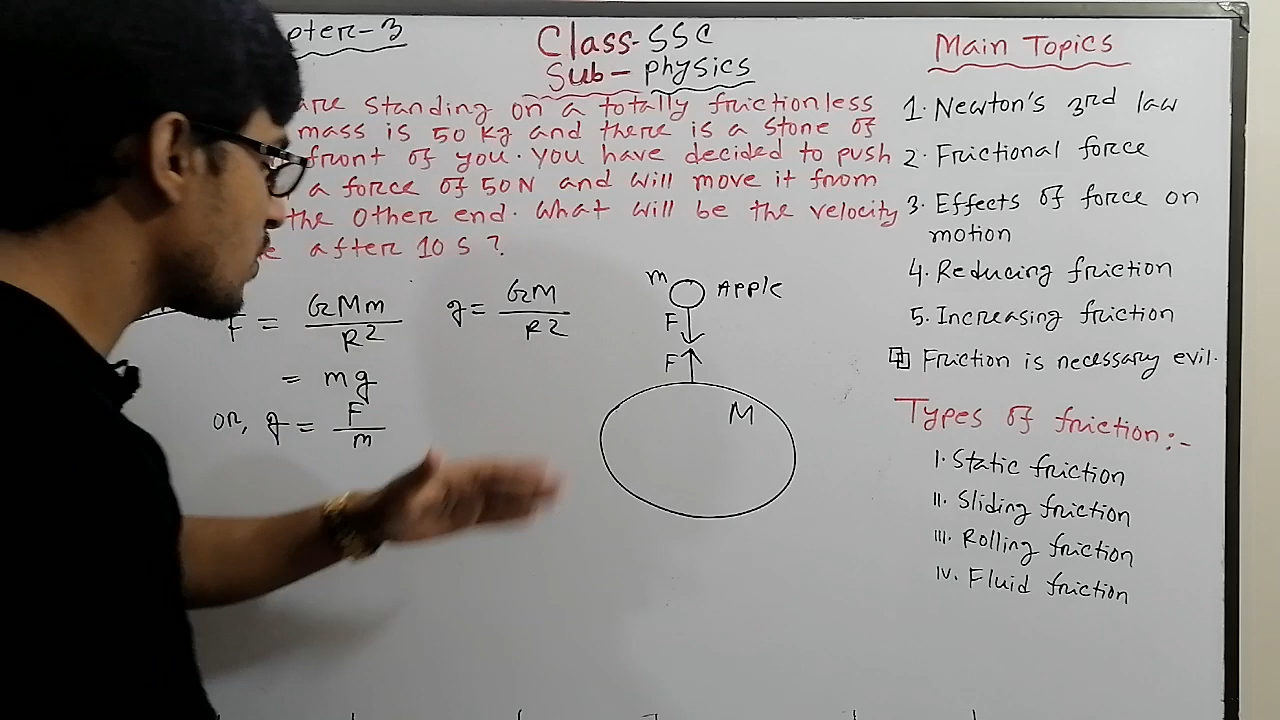 pter-3
Class-SSC
Sub-physics
are standing on a totally frictionless
mass is 50 kg and there is a stone of
front of you. You have decided to push
a force of 50N and will move it from
the other end. What will be the velocity
after 10 s?
F = GMm / R2
= mg
or, g = F / m
g = GM / R2
m Apple
F
F
M
Main Topics
1. Newton's 3rd law
2. Frictional force
3. Effects of force on
motion
4. Reducing friction
5. Increasing friction
Friction is necessary evil.
Types of friction:-
I. Static friction
II. Sliding friction
III. Rolling friction
IV. Fluid friction